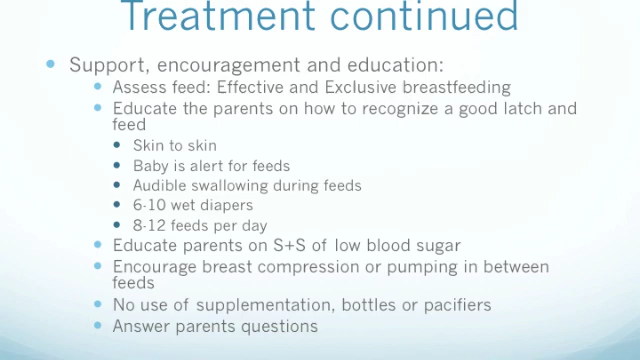 Treatment continued
Support, encouragement and education:
Assess feed: Effective and Exclusive breastfeeding
Educate the parents on how to recognize a good latch and
feed
Skin to skin
Baby is alert for feeds
Audible swallowing during feeds
6-10 wet diapers
8-12 feeds per day
Educate parents on S+S of low blood sugar
Encourage breast compression or pumping in between
feeds
No use of supplementation, bottles or pacifiers
Answer parents questions